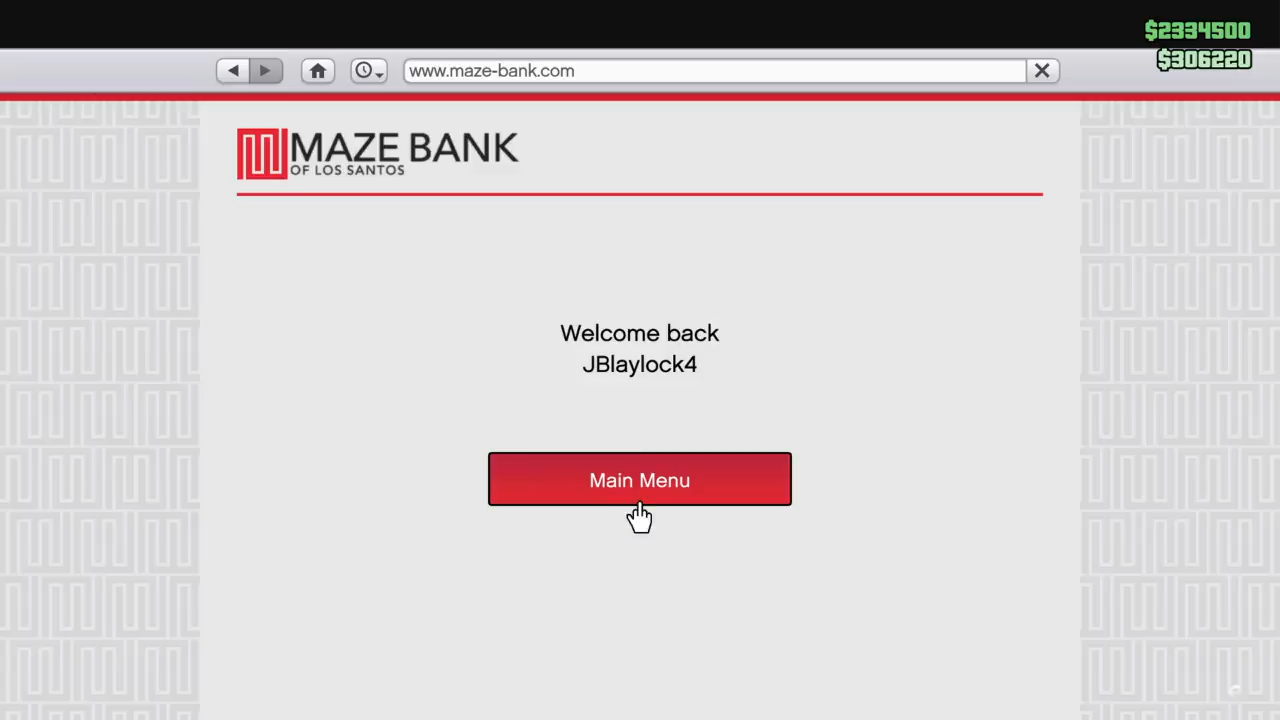 $2334500
$306220
www.maze-bank.com
MAZE BANK
OF LOS SANTOS
Welcome back
JBlaylock4
Main Menu